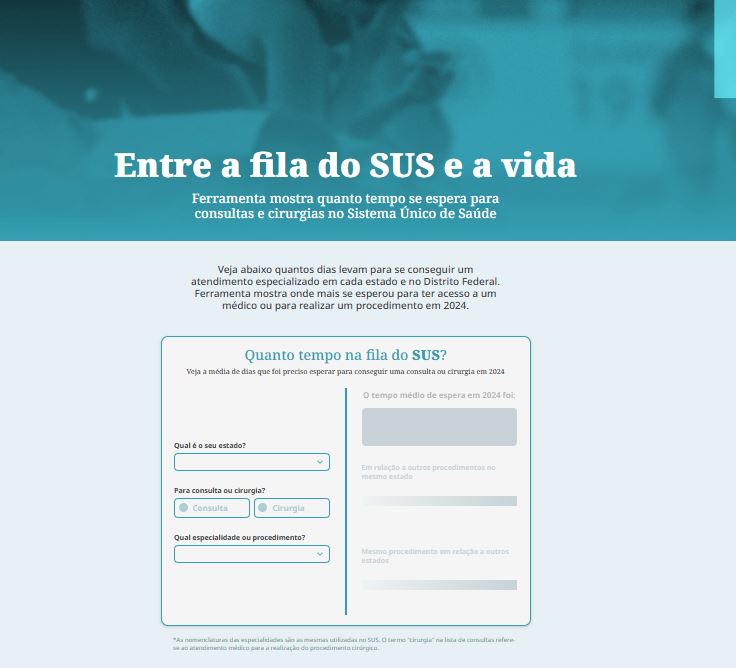 Entre a fila do SUS e a vida
Ferramenta mostra quanto tempo se espera para
consultas e cirurgias no Sistema Único de Saúde
Veja abaixo quantos dias levam para se conseguir um
atendimento especializado em cada estado e no Distrito Federal.
Ferramenta mostra onde mais se esperou para ter acesso a um
médico ou para realizar um procedimento em 2024.
Quanto tempo na fila do SUS?
Veja a média de dias que foi preciso esperar para conseguir uma consulta ou cirurgia em 2024
Qual é o seu estado?
Para consulta ou cirurgia?
Consulta
Cirurgia
Qual especialidade ou procedimento?
O tempo médio de espera em 2024 foi:
Em relação a outros procedimentos no
mesmo estado
Mesmo procedimento em relação a outros
estados
*As nomenclaturas das especialidades são as mesmas utilizadas no SUS. O termo "cirurgia" na lista de consultas refere-
se ao atendimento médico para a realização do procedimento cirúrgico.